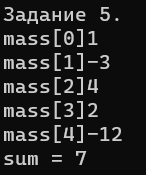 Задание 5.
mass[0]1
mass[1]-3
mass[2]4
mass[3]2
mass[4]-12
sum = 7